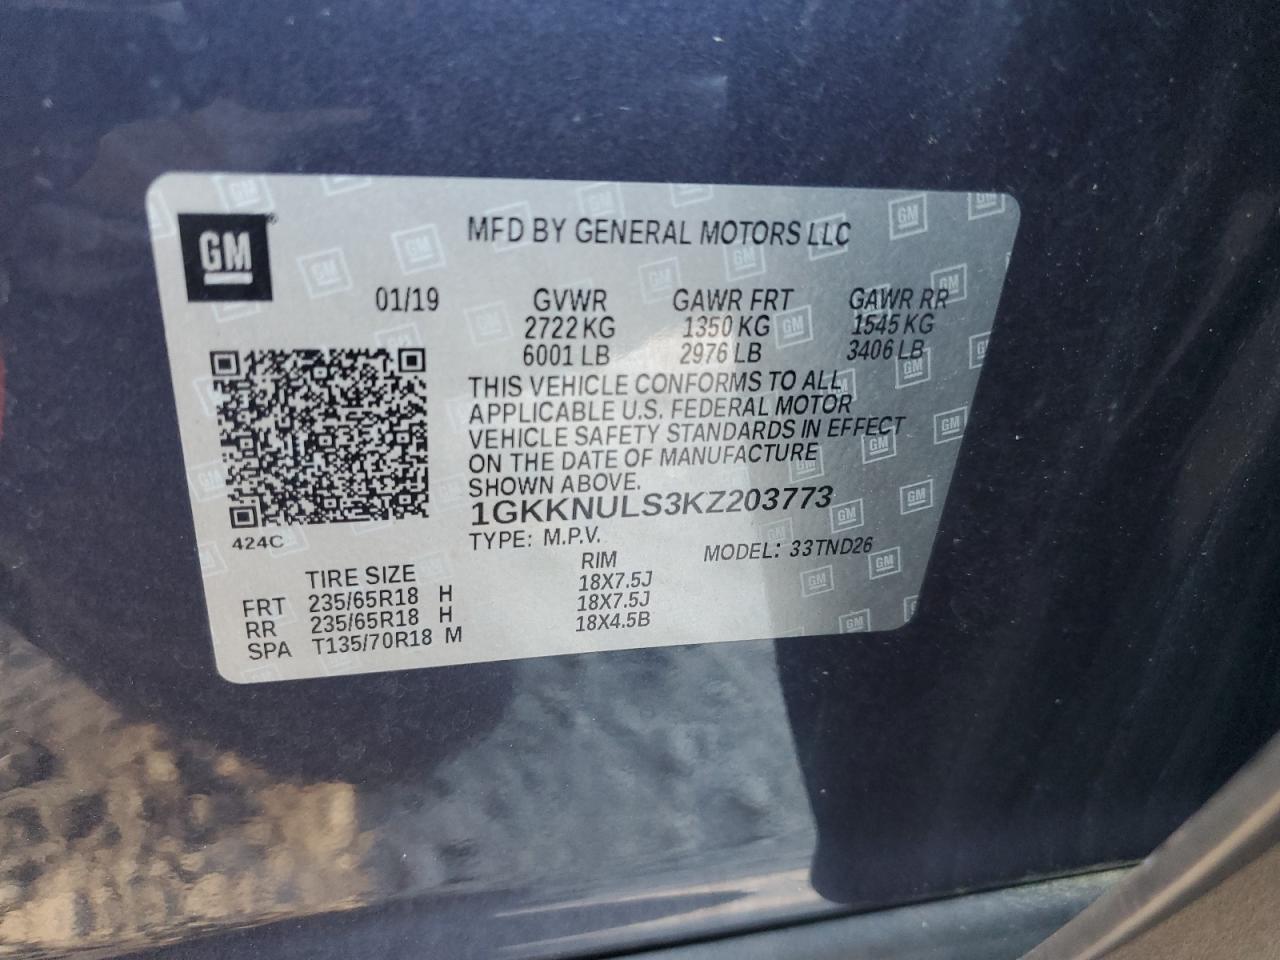 GM
MFD BY GENERAL MOTORS LLC
01/19 GVWR GAWR FRT GAWR RR
2722 KG 1350 KG 1545 KG
6001 LB 2976 LB 3406 LB
THIS VEHICLE CONFORMS TO ALL
APPLICABLE U.S. FEDERAL MOTOR
VEHICLE SAFETY STANDARDS IN EFFECT
ON THE DATE OF MANUFACTURE
SHOWN ABOVE.
1GKKNULS3KZ203773
424C
TYPE: M.P.V. MODEL: 33TND26
TIRE SIZE RIM
FRT 235/65R18 H 18X7.5J
RR 235/65R18 H 18X7.5J
SPA T135/70R18 M 18X4.5B